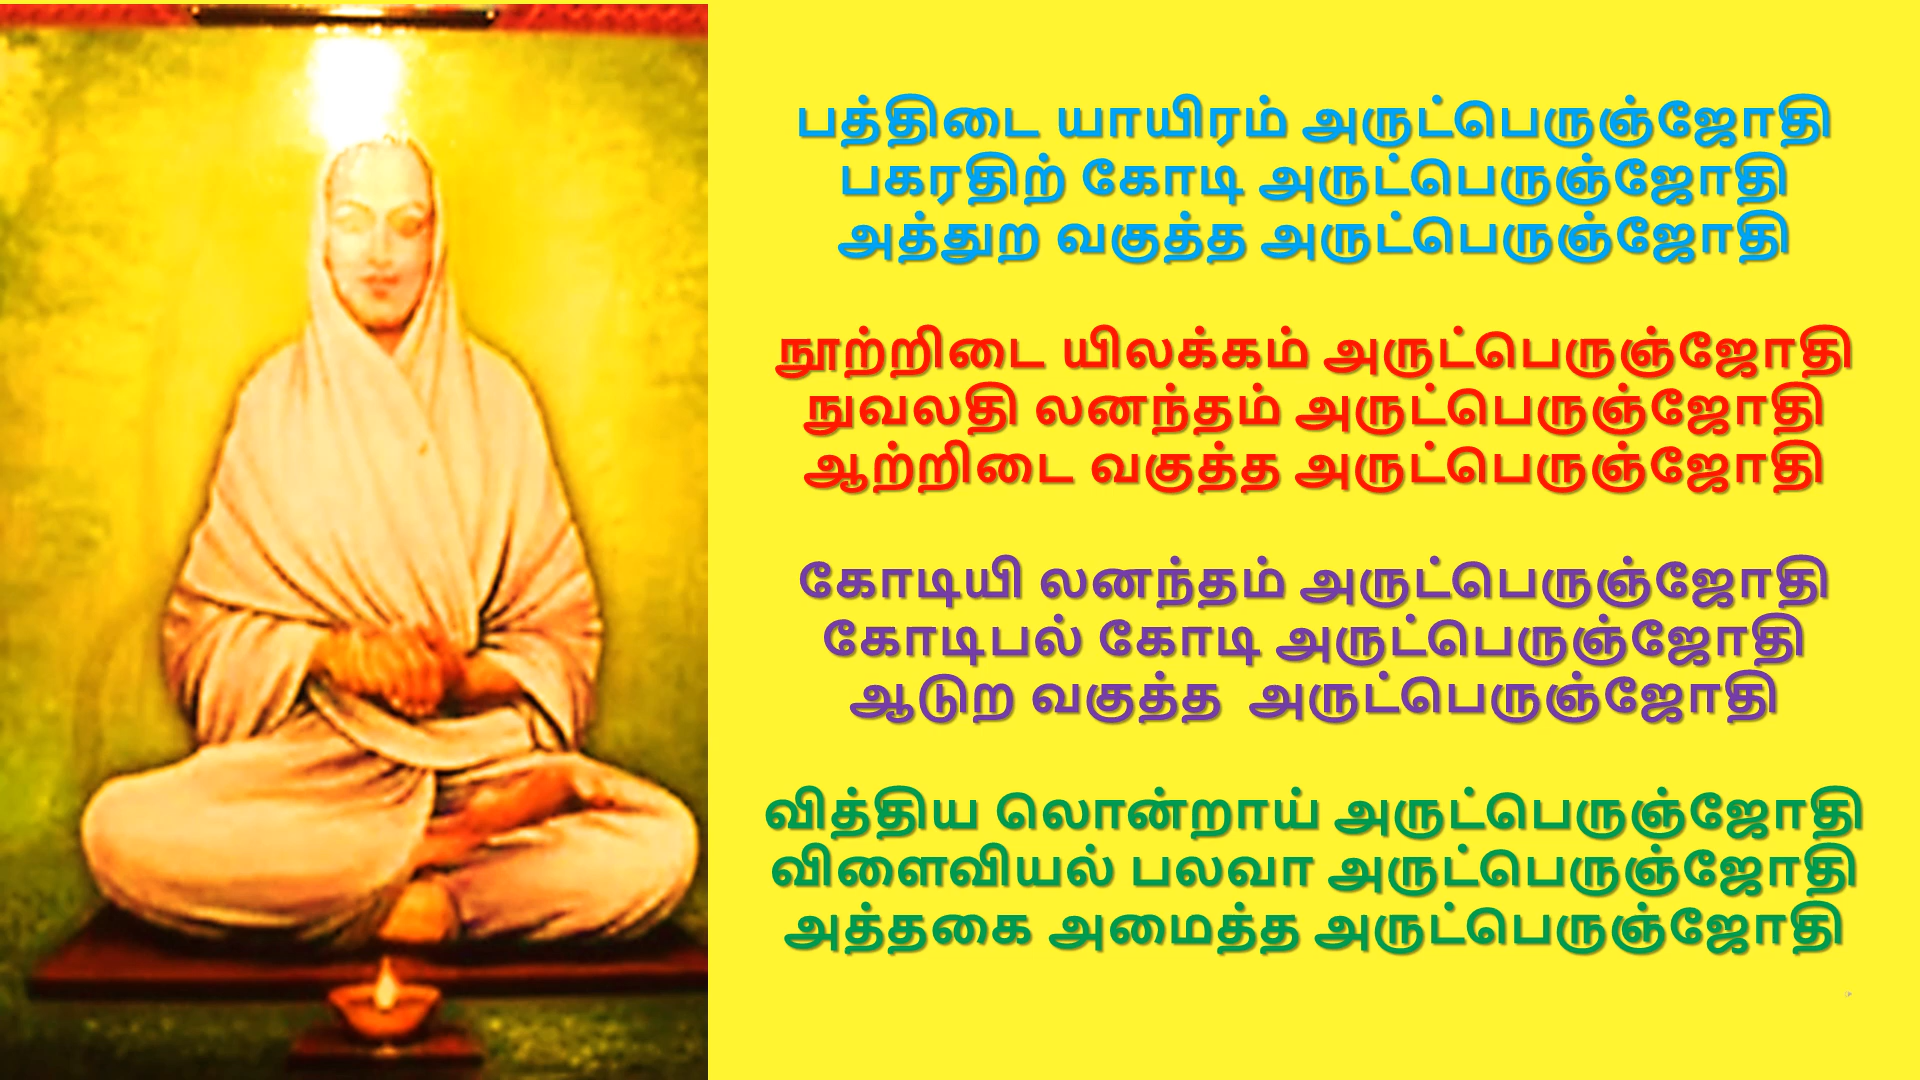 பத்திடை யாயிரம் அருட்பெருஞ்ஜோதி
பகரதிற் கோடி அருட்பெருஞ்ஜோதி
அத்துற வகுத்த அருட்பெருஞ்ஜோதி
நூற்றிடை யிலக்கம் அருட்பெருஞ்ஜோதி
நுவலதி லனந்தம் அருட்பெருஞ்ஜோதி
ஆற்றிடை வகுத்த அருட்பெருஞ்ஜோதி
கோடியி லனந்தம் அருட்பெருஞ்ஜோதி
கோடிபல் கோடி அருட்பெருஞ்ஜோதி
ஆடுற வகுத்த அருட்பெருஞ்ஜோதி
வித்திய லொன்றாய் அருட்பெருஞ்ஜோதி
விளைவியல் பலவா அருட்பெருஞ்ஜோதி
அத்தகை அமைத்த அருட்பெருஞ்ஜோதி